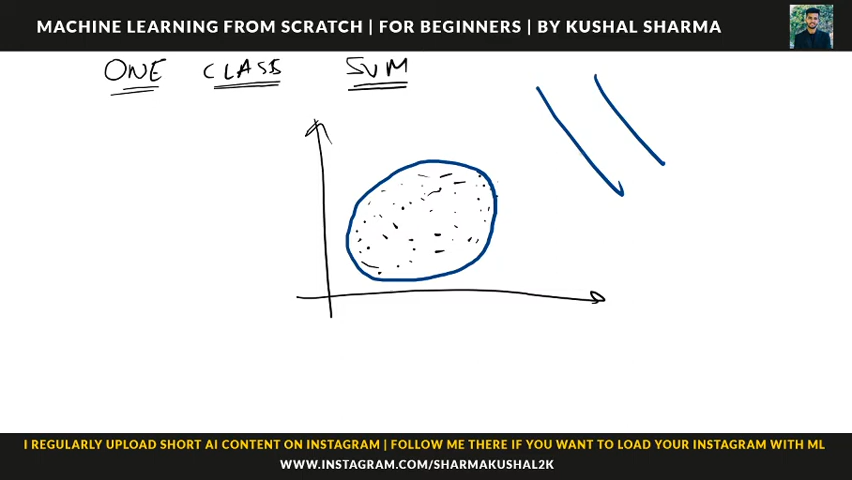 MACHINE LEARNING FROM SCRATCH | FOR BEGINNERS | BY KUSHAL SHARMA
ONE CLASS SVM
I REGULARLY UPLOAD SHORT AI CONTENT ON INSTAGRAM | FOLLOW ME THERE IF YOU WANT TO LOAD YOUR INSTAGRAM WITH ML
WWW.INSTAGRAM.COM/SHARMAKUSHAL2K